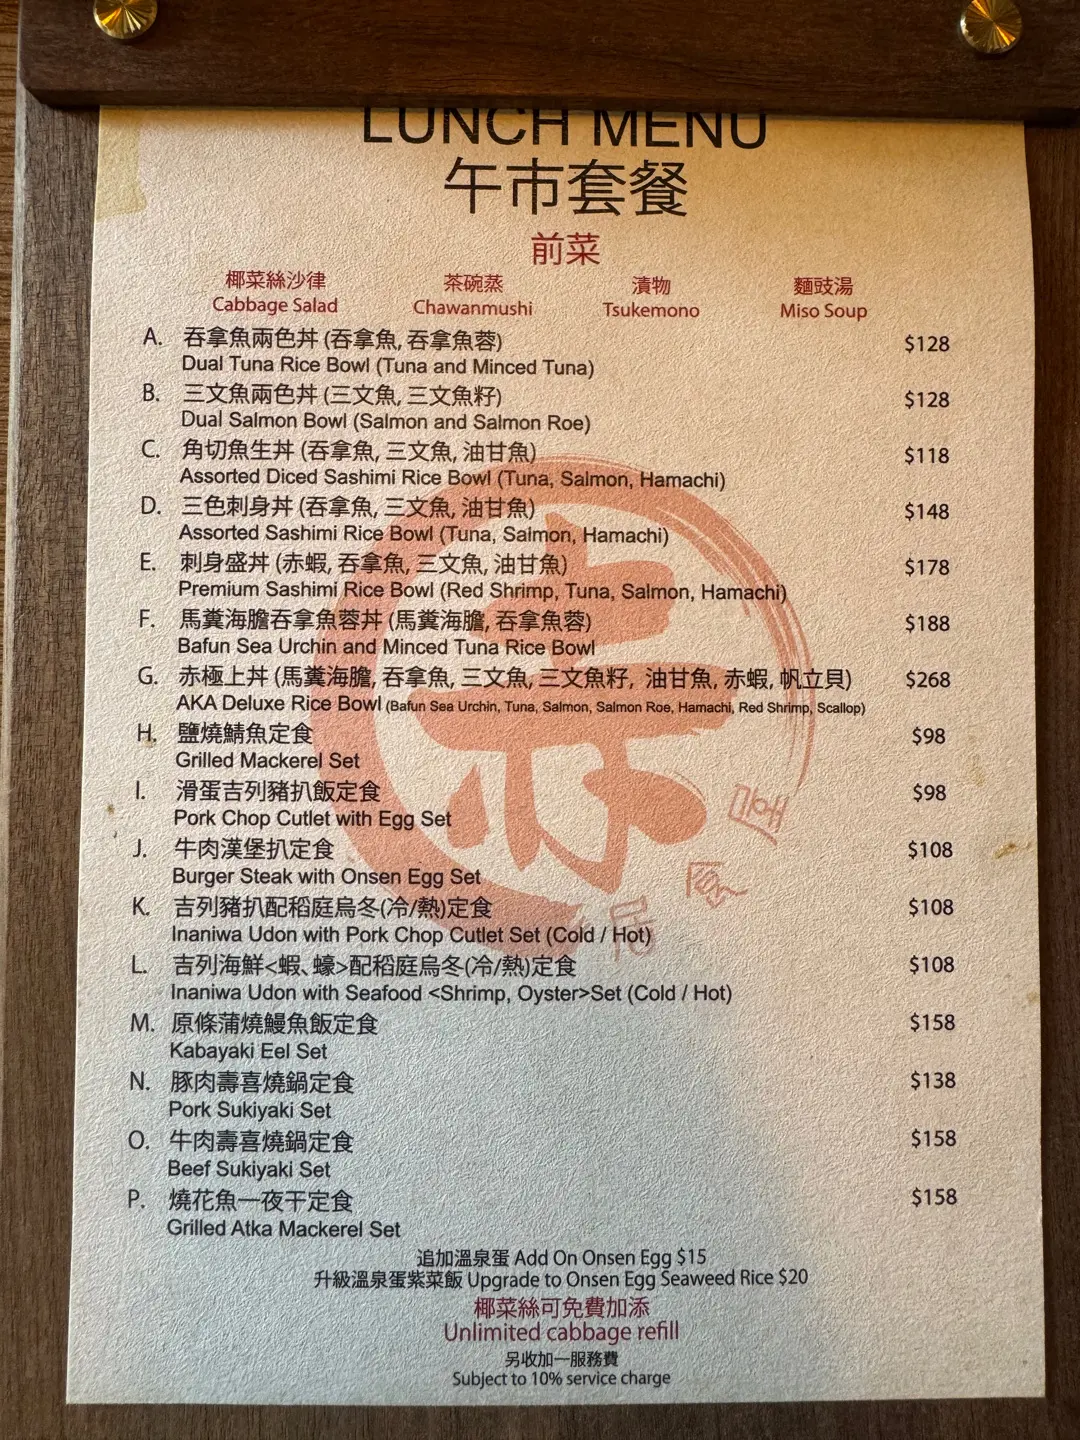 LUNCH MENU
午市套餐
前菜
椰菜絲沙律 茶碗蒸 漬物 麵豉湯
Cabbage Salad Chawanmushi Tsukemono Miso Soup
A. 吞拿魚兩色丼 (吞拿魚, 吞拿魚蓉) $128
Dual Tuna Rice Bowl (Tuna and Minced Tuna)
B. 三文魚兩色丼 (三文魚, 三文魚籽) $128
Dual Salmon Bowl (Salmon and Salmon Roe)
C. 角切魚生丼 (吞拿魚, 三文魚, 油甘魚) $118
Assorted Diced Sashimi Rice Bowl (Tuna, Salmon, Hamachi)
D. 三色刺身丼 (吞拿魚, 三文魚, 油甘魚) $148
Assorted Sashimi Rice Bowl (Tuna, Salmon, Hamachi)
E. 刺身盛丼 (赤蝦, 吞拿魚, 三文魚, 油甘魚) $178
Premium Sashimi Rice Bowl (Red Shrimp, Tuna, Salmon, Hamachi)
F. 馬糞海膽吞拿魚蓉丼 (馬糞海膽, 吞拿魚蓉) $188
Bafun Sea Urchin and Minced Tuna Rice Bowl
G. 赤極上丼 (馬糞海膽, 吞拿魚, 三文魚, 三文魚籽, 油甘魚, 赤蝦, 帆立貝) $268
AKA Deluxe Rice Bowl (Bafun Sea Urchin, Tuna, Salmon, Salmon Roe, Hamachi, Red Shrimp, Scallop)
H. 鹽燒鯖魚定食 $98
Grilled Mackerel Set
I. 滑蛋吉列豬扒飯定食 $98
Pork Chop Cutlet with Egg Set
J. 牛肉漢堡扒定食 $108
Burger Steak with Onsen Egg Set
K. 吉列豬扒配稻庭烏冬(冷/熱)定食 $108
Inaniwa Udon with Pork Chop Cutlet Set (Cold / Hot)
L. 吉列海鮮<蝦、蠔>配稻庭烏冬(冷/熱)定食 $108
Inaniwa Udon with Seafood <Shrimp, Oyster>Set (Cold / Hot)
M. 原條蒲燒鰻魚飯定食 $158
Kabayaki Eel Set
N. 豚肉壽喜燒鍋定食 $138
Pork Sukiyaki Set
O. 牛肉壽喜燒鍋定食 $158
Beef Sukiyaki Set
P. 燒花魚一夜干定食 $158
Grilled Atka Mackerel Set
追加溫泉蛋 Add On Onsen Egg $15
升級溫泉蛋紫菜飯 Upgrade to Onsen Egg Seaweed Rice $20
椰菜絲可免費加添
Unlimited cabbage refill
另收加一服務費
Subject to 10% service charge
赤